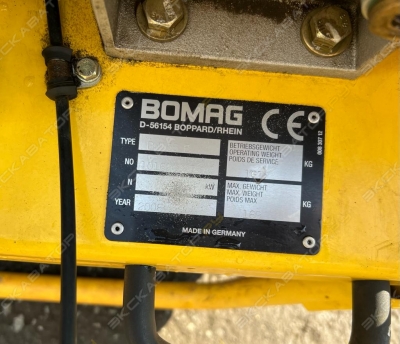 BOMAG
D-56154 BOPPARD/RHEIN
CE
TYPE
NO
N
kW
YEAR
BETRIEBSGEWICHT
OPERATING WEIGHT
POIDS DE SERVICE
KG
MAX. GEWICHT
MAX. WEIGHT
POIDS MAX.
KG
MADE IN GERMANY
ЭКСКАВАТОР